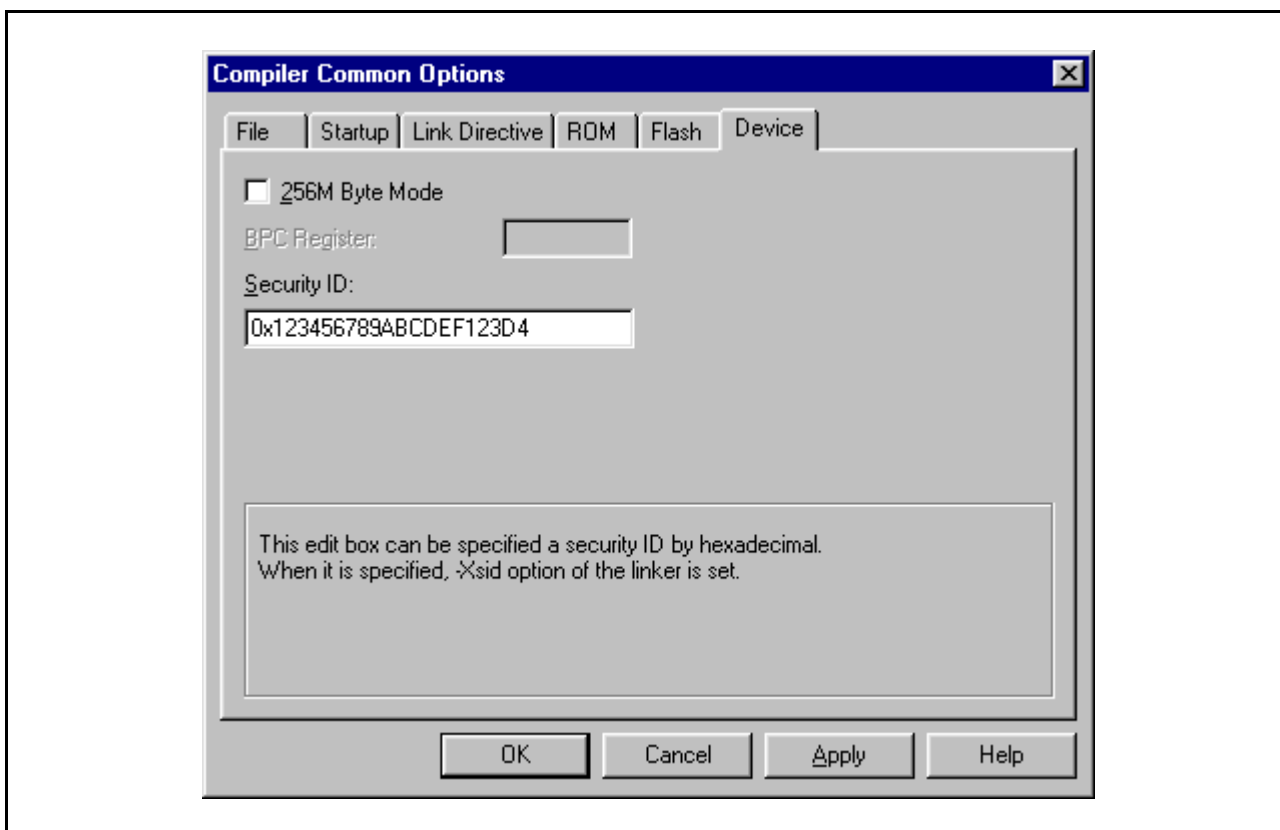 Compiler Common Options
File Startup Link Directive ROM Flash Device
256M Byte Mode
BPC Register:
Security ID:
0x123456789ABCDEF123D4
This edit box can be specified a security ID by hexadecimal.
When it is specified, -Xsid option of the linker is set.
OK Cancel Apply Help